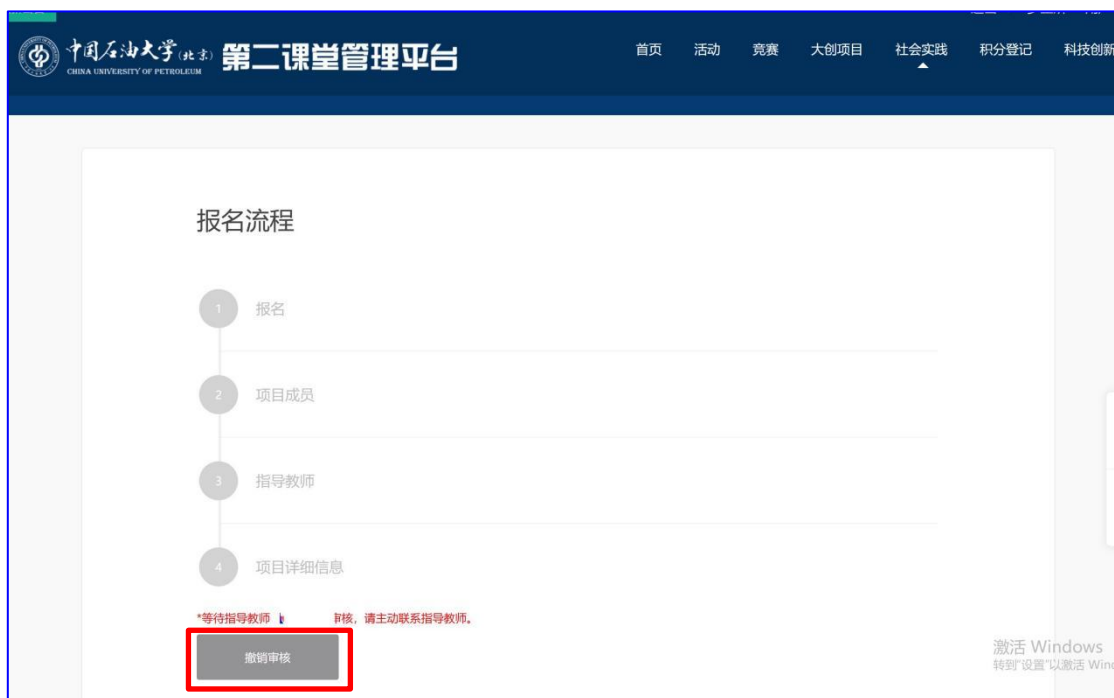 中国石油大学(北京) 第二课堂管理平台 首页 活动 竞赛 大创项目 社会实践 积分登记 科技创新
CHINA UNIVERSITY OF PETROLEUM
报名流程
1 报名
2 项目成员
3 指导教师
4 项目详细信息
*等待指导教师 审核，请主动联系指导教师。
撤销审核
激活 Windows
转到"设置"以激活 Wind